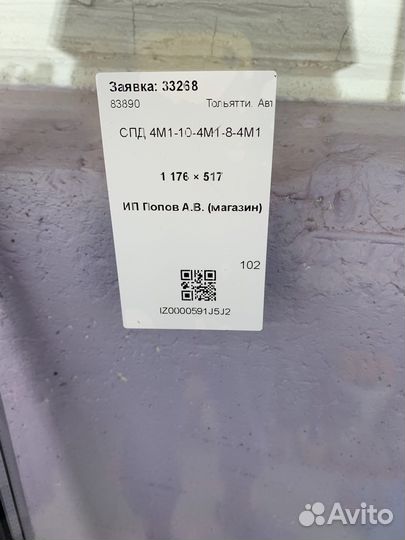 Заявка: 33268
83890 Тольятти. Авт
СПД 4М1-10-4М1-8-4М1
1 176 × 517
ИП Попов А.В. (магазин)
102
IZ0000591J5J2
Avito